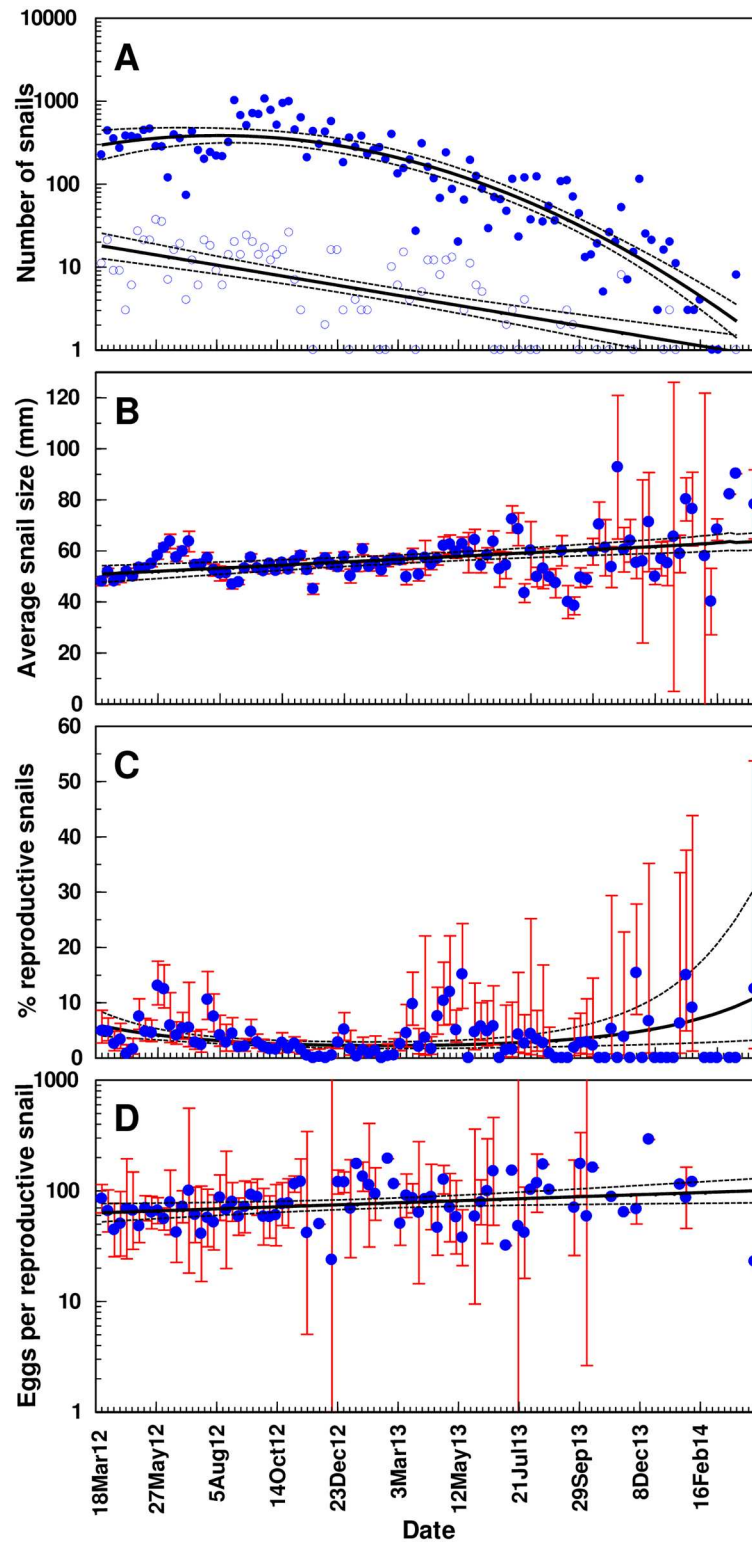 A
Number of snails
10000
1000
100
10
1
B
Average snail size (mm)
120
100
80
60
40
20
0
C
% reproductive snails
60
50
40
30
20
10
0
D
Eggs per reproductive snail
1000
100
10
1
18Mar12
27May12
5Aug12
14Oct12
23Dec12
3Mar13
12May13
21Jul13
29Sep13
8Dec13
16Feb14
Date